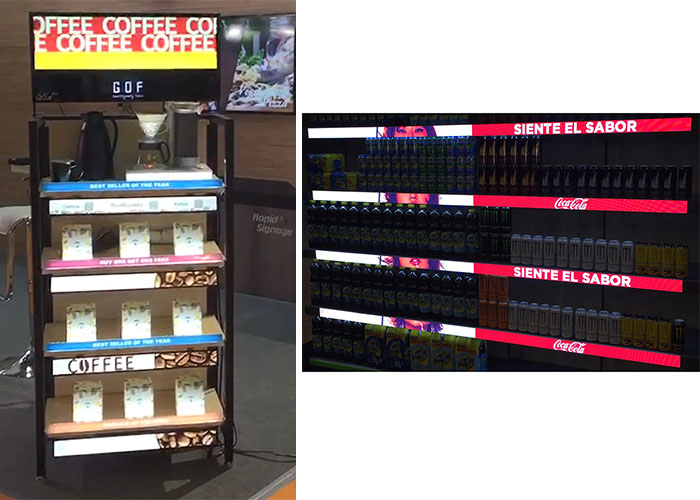 OFFEE COFFEE CO
E COFFEE COFFEE
GOF
BEST SELLER OF THE YEAR
BUY ONE GET ONE FREE
BEST SELLER OF THE YEAR
COFFEE
Rapid
Signage
SIENTE EL SABOR
Coca-Cola
SIENTE EL SABOR
Coca-Cola